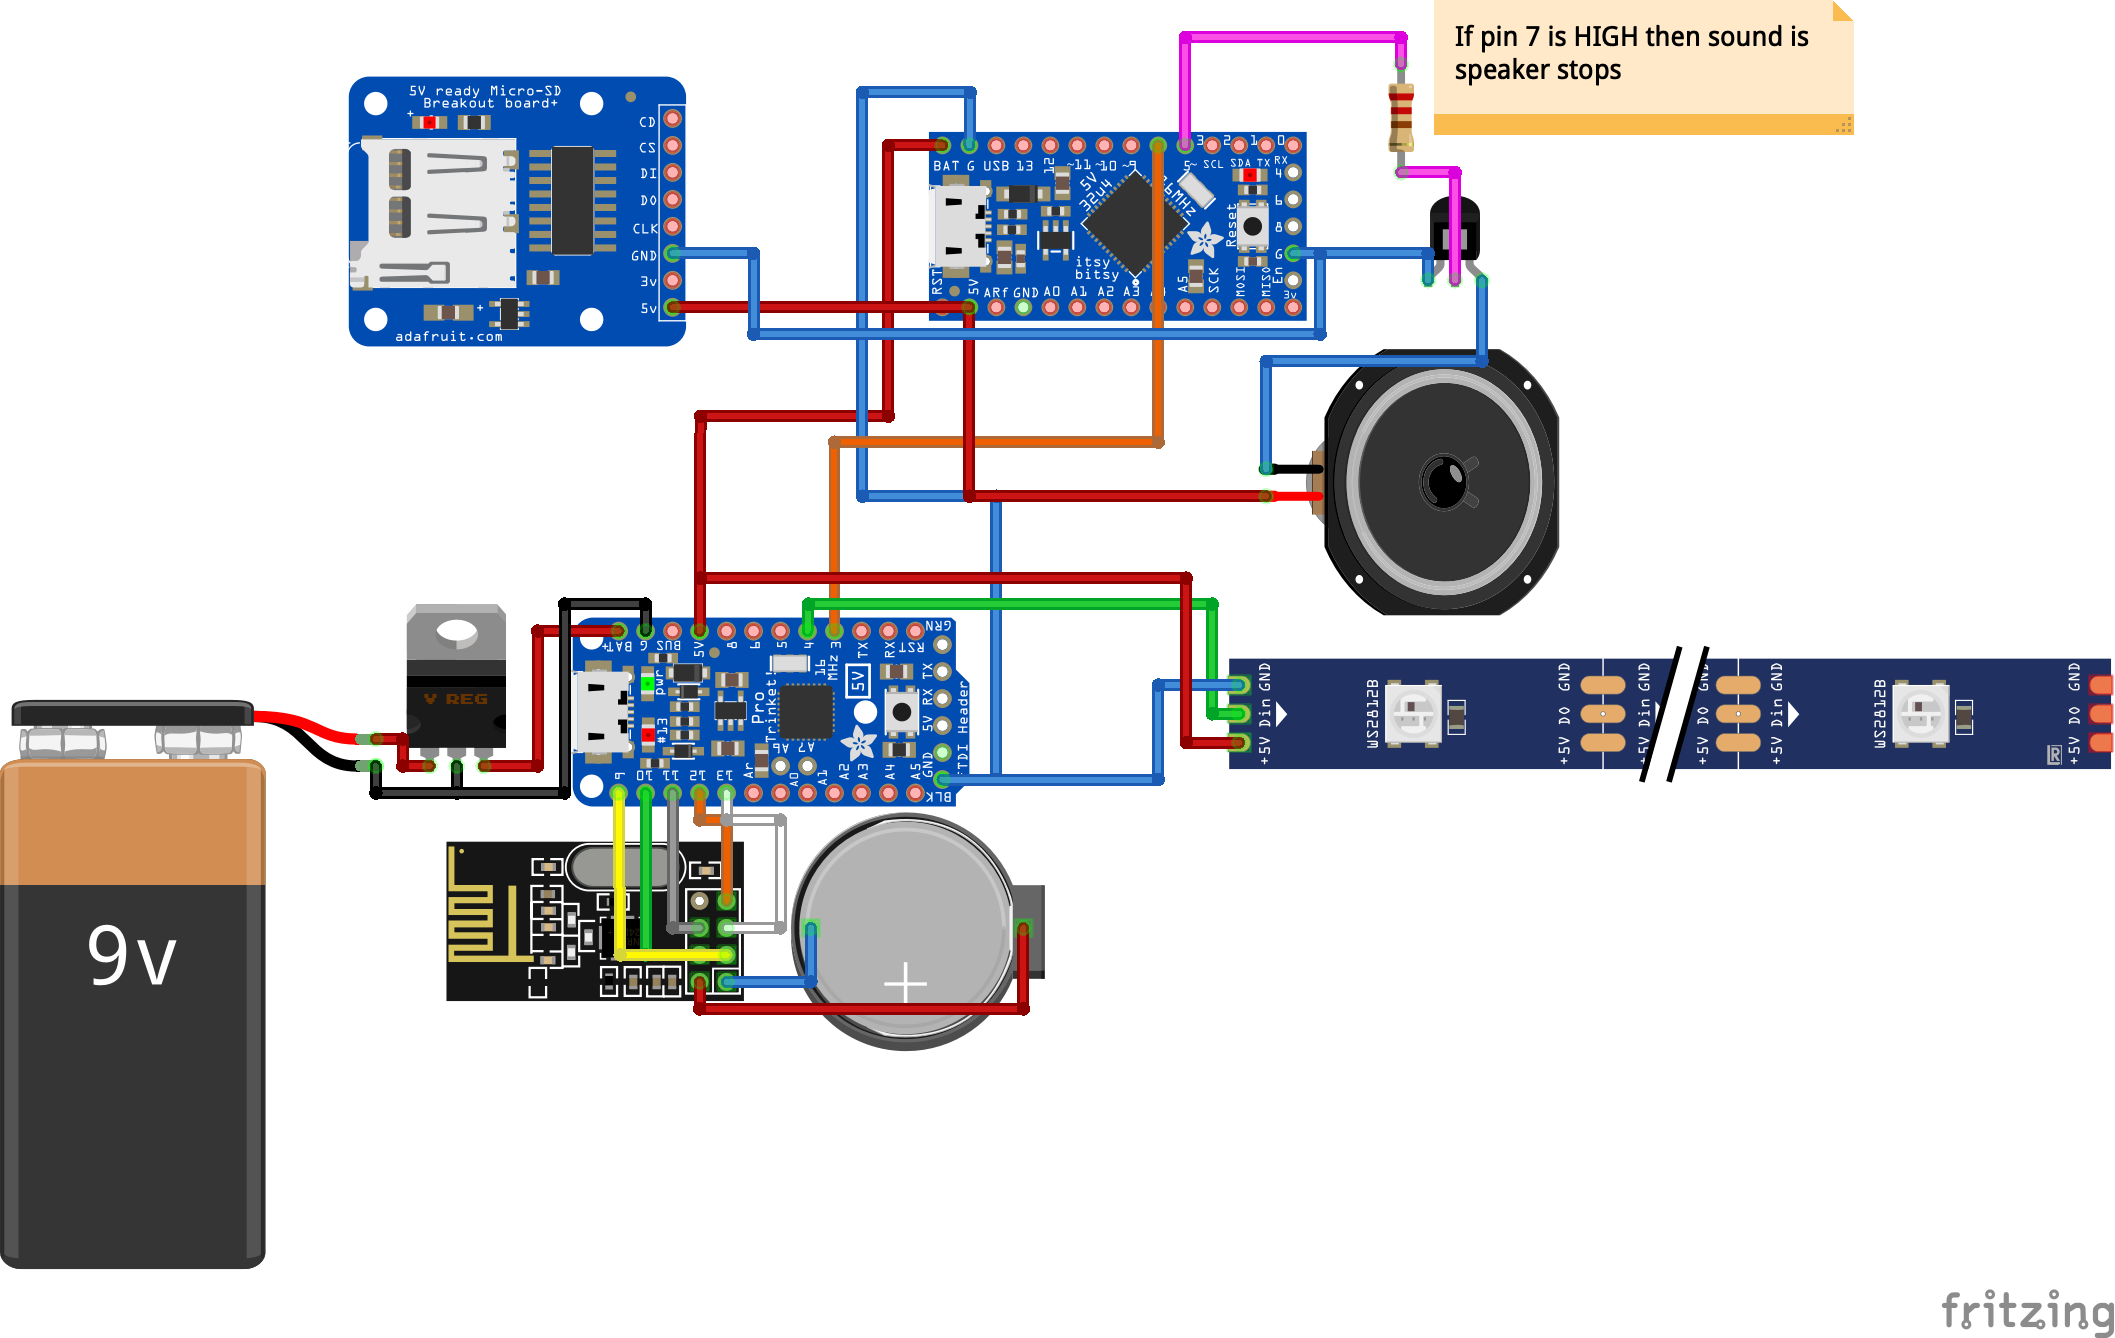 If pin 7 is HIGH then sound is
speaker stops
5V ready Micro-SD
Breakout board+
+
CD
CS
DI
DO
CLK
GND
3v
5v
+
adafruit.com
3 2 1 0
BAT G USB 13 12 ~11 ~10 ~9 5~ SCL SDA TX RX
4
6
8
G
En
3v
5V
32u4
16MHz
Reset
itsy
bitsy
RST 5V ARf GND A0 A1 A2 A3 A5 SCK MOSI MISO
V REG
BAT+ G BUS 5V 8 6 5 4 3 TX RX RST
GRN
TX
RX
5V
GND
BLK
FTDI Header
pwr
#13
Pro
Trinket!
16
MHz
5V
A6 A7
9 10 11 12 13 Ar A0 A1 A2 A3 A4 A5
+5V Din GND
WS2812B
+5V DO GND
+5V Din GND
+5V DO GND
+5V Din GND
WS2812B
R
+5V DO GND
9v
fritzing